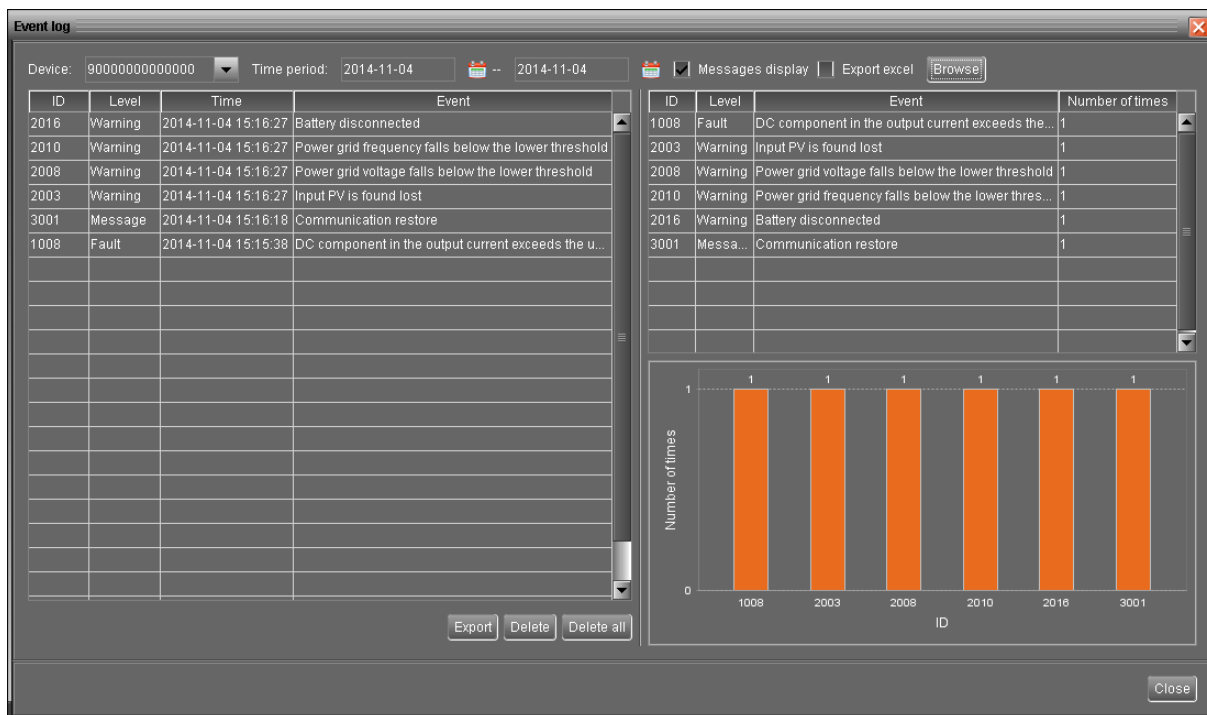 Event log
Device: 90000000000000 Time period: 2014-11-04 -- 2014-11-04 Messages display Export excel Browse
ID Level Time Event
2016 Warning 2014-11-04 15:16:27 Battery disconnected
2010 Warning 2014-11-04 15:16:27 Power grid frequency falls below the lower threshold
2008 Warning 2014-11-04 15:16:27 Power grid voltage falls below the lower threshold
2003 Warning 2014-11-04 15:16:27 Input PV is found lost
3001 Message 2014-11-04 15:16:18 Communication restore
1008 Fault 2014-11-04 15:15:38 DC component in the output current exceeds the u...
Export Delete Delete all
ID Level Event Number of times
1008 Fault DC component in the output current exceeds the... 1
2003 Warning Input PV is found lost 1
2008 Warning Power grid voltage falls below the lower threshold 1
2010 Warning Power grid frequency falls below the lower thres... 1
2016 Warning Battery disconnected 1
3001 Messa... Communication restore 1
1 1 1 1 1 1
1
Number of times
0
1008 2003 2008 2010 2016 3001
ID
Close